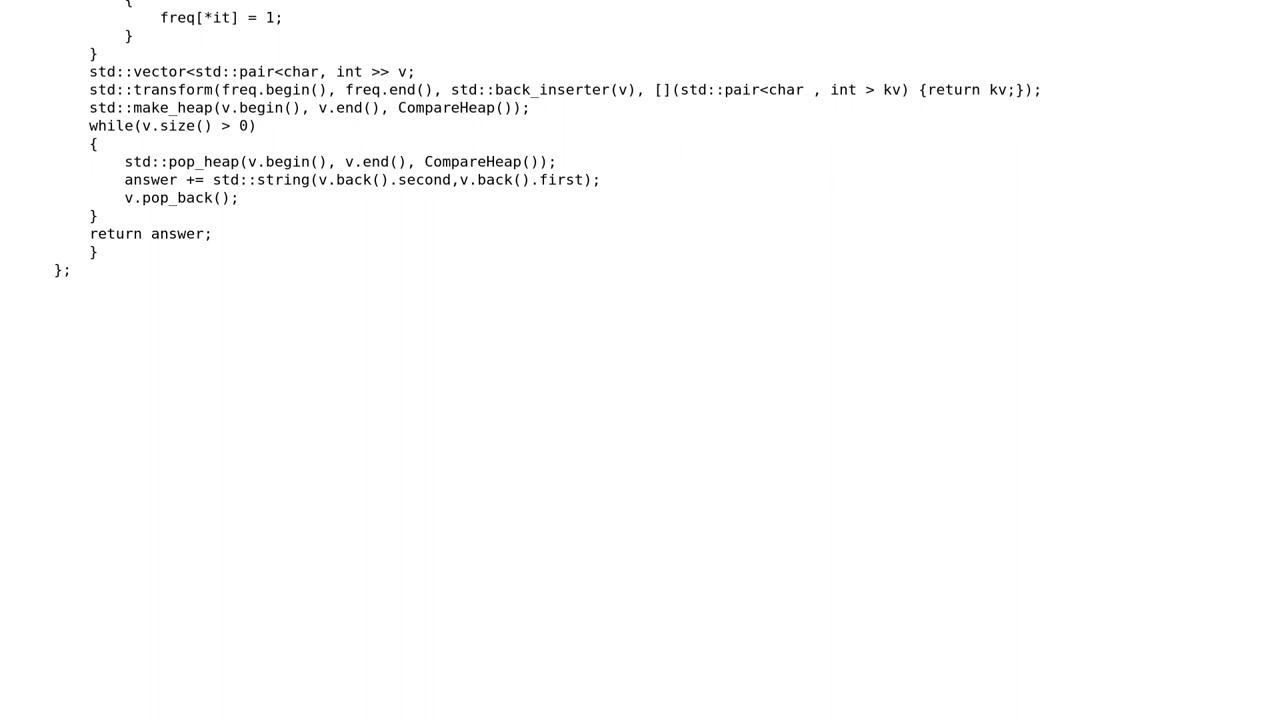 {
freq[*it] = 1;
}
}
std::vector<std::pair<char, int >> v;
std::transform(freq.begin(), freq.end(), std::back_inserter(v), [](std::pair<char , int > kv) {return kv;});
std::make_heap(v.begin(), v.end(), CompareHeap());
while(v.size() > 0)
{
std::pop_heap(v.begin(), v.end(), CompareHeap());
answer += std::string(v.back().second,v.back().first);
v.pop_back();
}
return answer;
}
};